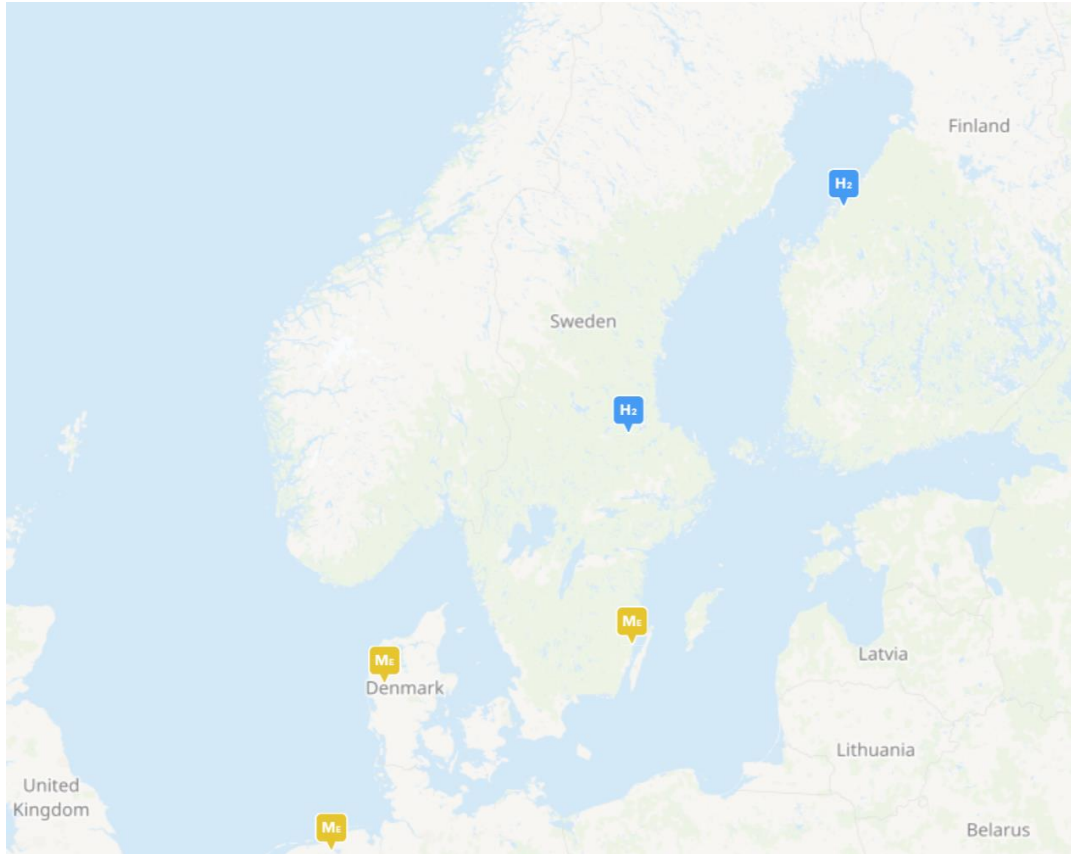 Finland
H₂
Sweden
H₂
Mᴇ
Latvia
Mᴇ
Denmark
Lithuania
United
Kingdom
Mᴇ
Belarus